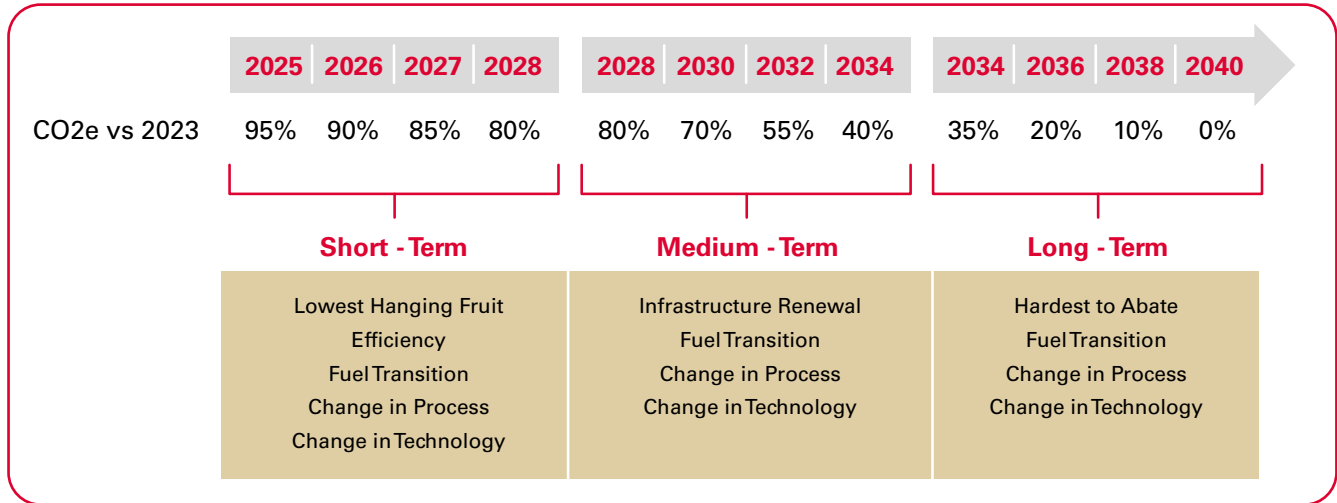 2025 2026 2027 2028 2028 2030 2032 2034 2034 2036 2038 2040
CO2e vs 2023 95% 90% 85% 80% 80% 70% 55% 40% 35% 20% 10% 0%
Short - Term
Lowest Hanging Fruit
Efficiency
Fuel Transition
Change in Process
Change in Technology
Medium - Term
Infrastructure Renewal
Fuel Transition
Change in Process
Change in Technology
Long - Term
Hardest to Abate
Fuel Transition
Change in Process
Change in Technology